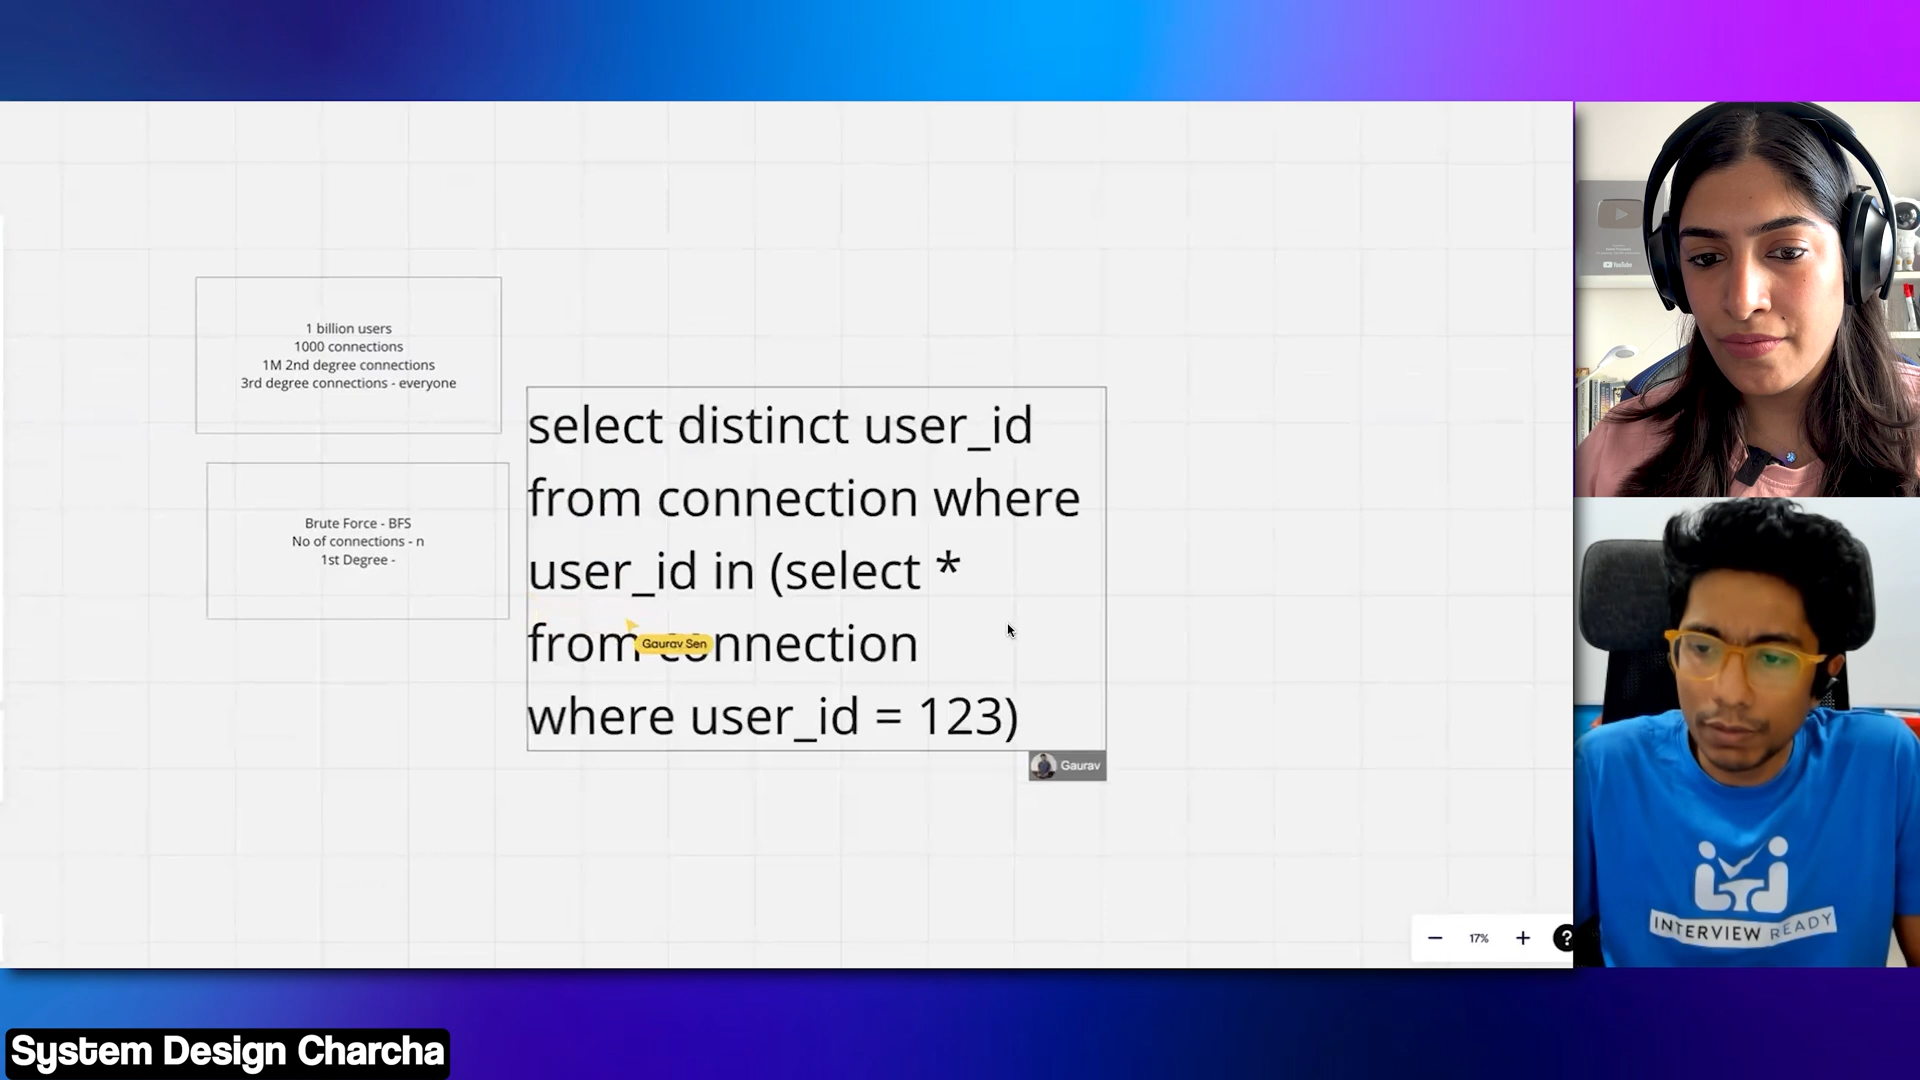 1 billion users
1000 connections
1M 2nd degree connections
3rd degree connections - everyone
Brute Force - BFS
No of connections - n
1st Degree -
select distinct user_id
from connection where
user_id in (select *
from connection
where user_id = 123)
Gaurav Sen
Gaurav
17%
?
YouTube
INTERVIEW READY
System Design Charcha